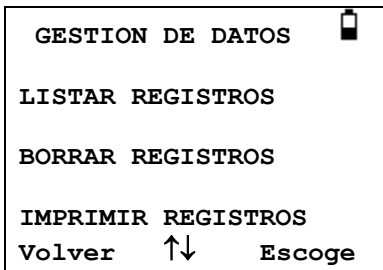 GESTION DE DATOS
LISTAR REGISTROS
BORRAR REGISTROS
IMPRIMIR REGISTROS
Volver ↑↓ Escoge